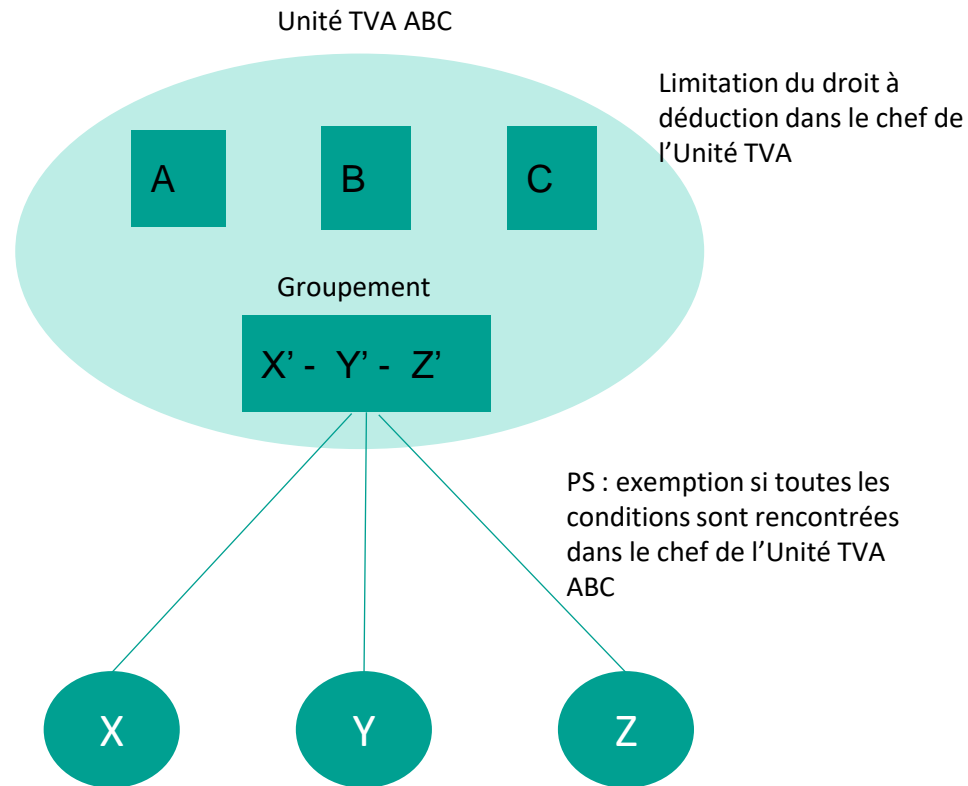 Unité TVA ABC
Limitation du droit à
déduction dans le chef de
l’Unité TVA
A
B
C
Groupement
X’ - Y’ - Z’
PS : exemption si toutes les
conditions sont rencontrées
dans le chef de l’Unité TVA
ABC
X
Y
Z